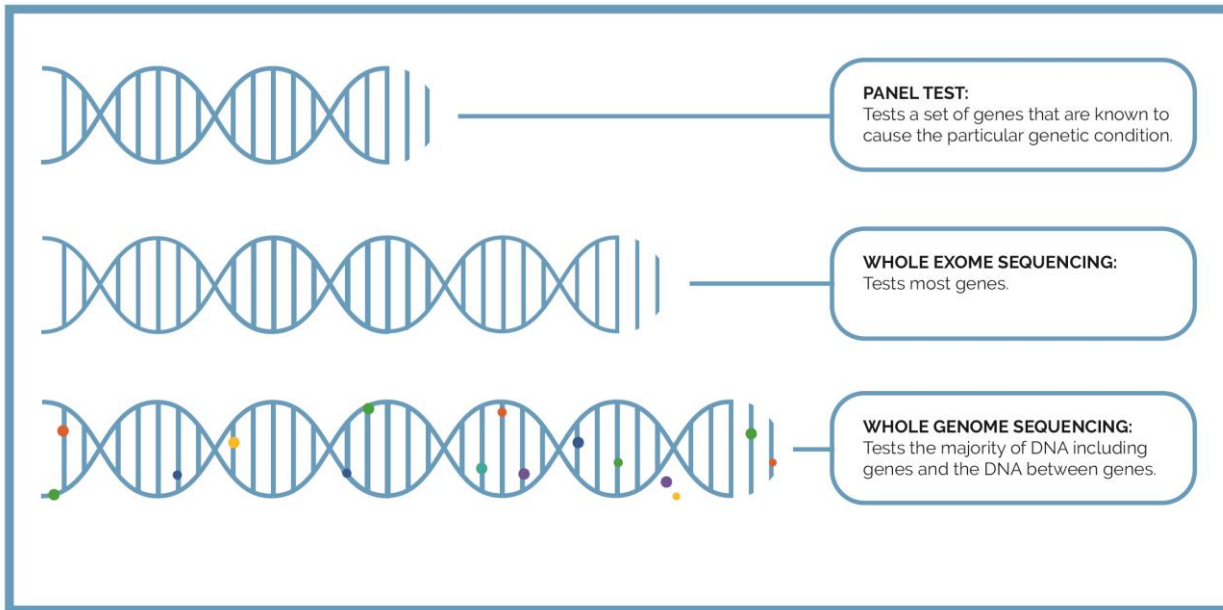 PANEL TEST:
Tests a set of genes that are known to
cause the particular genetic condition.
WHOLE EXOME SEQUENCING:
Tests most genes.
WHOLE GENOME SEQUENCING:
Tests the majority of DNA including
genes and the DNA between genes.